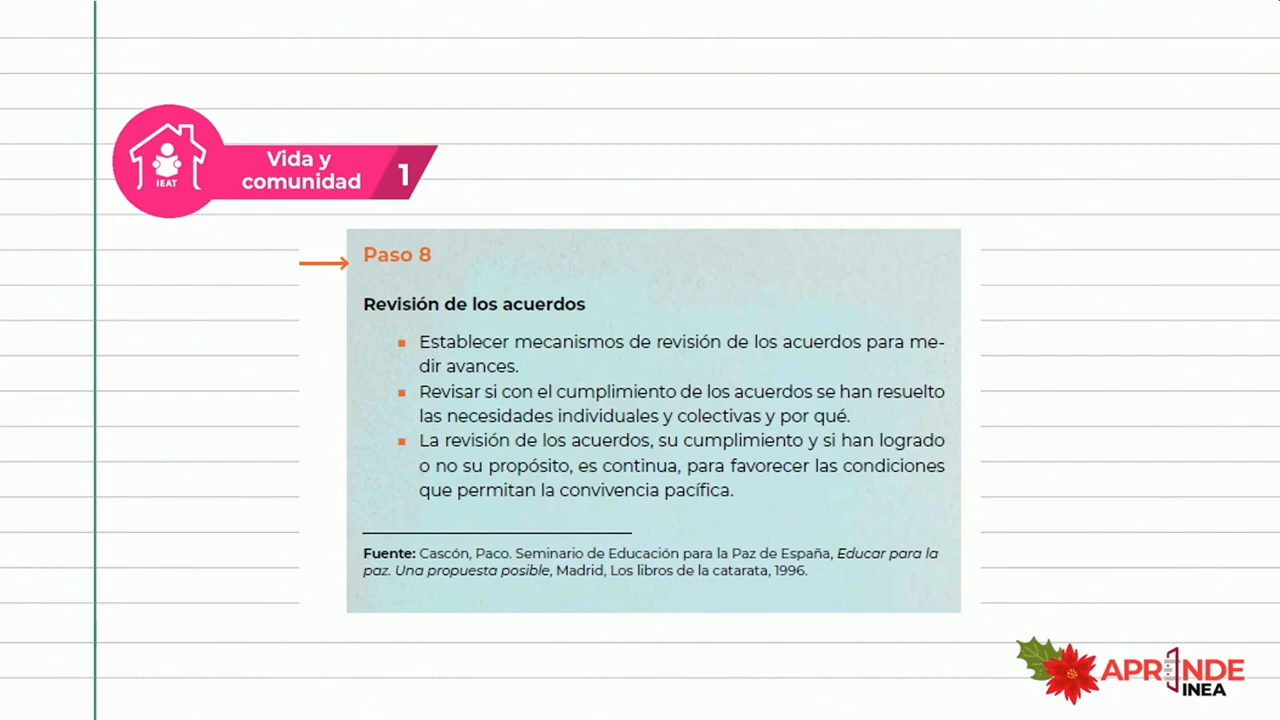 IEAT
Vida y
comunidad
1
Paso 8
Revisión de los acuerdos
Establecer mecanismos de revisión de los acuerdos para me-
dir avances.
Revisar si con el cumplimiento de los acuerdos se han resuelto
las necesidades individuales y colectivas y por qué.
La revisión de los acuerdos, su cumplimiento y si han logrado
o no su propósito, es continua, para favorecer las condiciones
que permitan la convivencia pacífica.
Fuente: Cascón, Paco. Seminario de Educación para la Paz de España, Educar para la
paz. Una propuesta posible, Madrid, Los libros de la catarata, 1996.
APRENDE
INEA